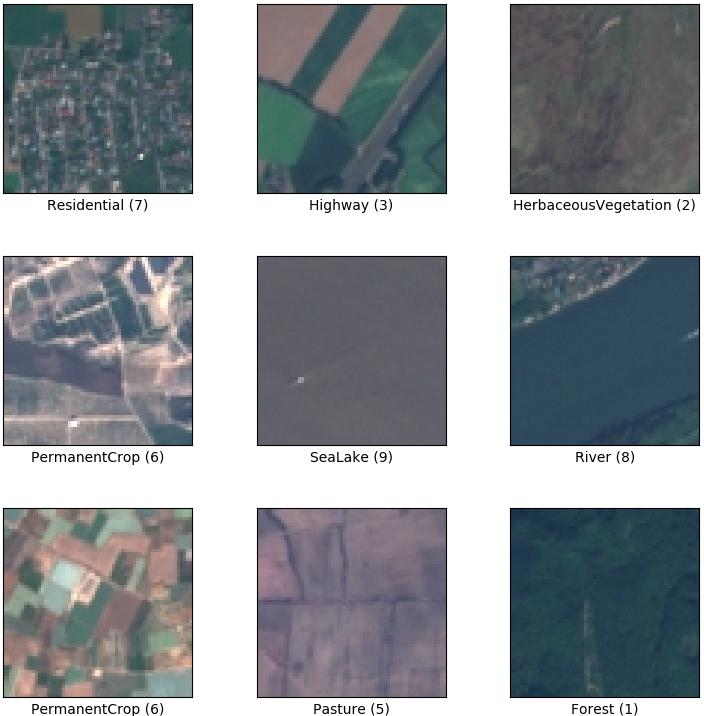 Residential (7)
Highway (3)
HerbaceousVegetation (2)
PermanentCrop (6)
SeaLake (9)
River (8)
PermanentCrop (6)
Pasture (5)
Forest (1)